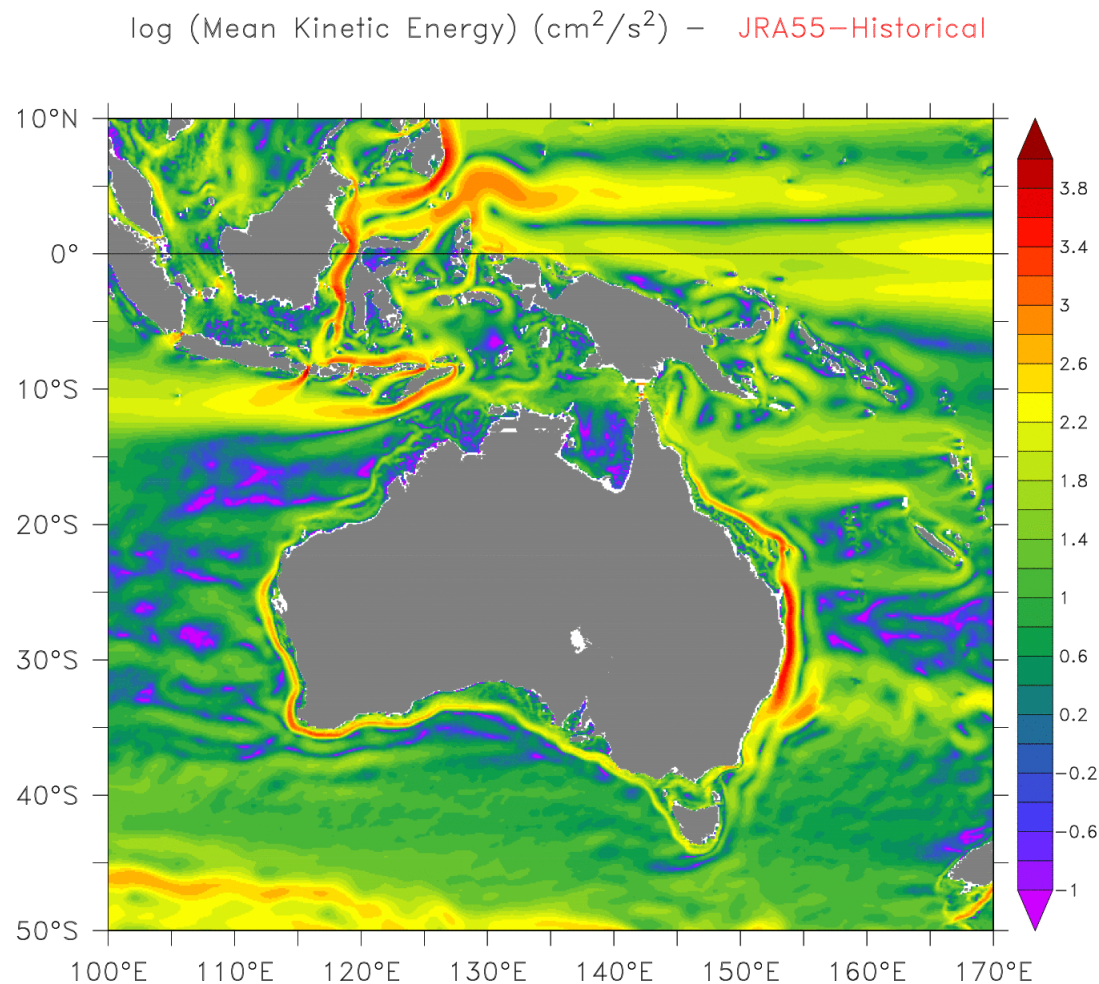 log (Mean Kinetic Energy) (cm²/s²) – JRA55–Historical
10°N
0°
10°S
20°S
30°S
40°S
50°S
100°E 110°E 120°E 130°E 140°E 150°E 160°E 170°E
3.8
3.4
3
2.6
2.2
1.8
1.4
1
0.6
0.2
−0.2
−0.6
−1